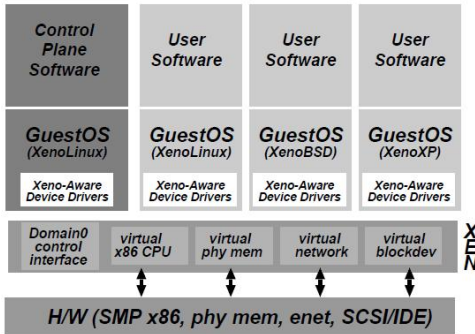 Control
Plane
Software
User
Software
User
Software
User
Software
GuestOS
(XenoLinux)
Xeno-Aware
Device Drivers
GuestOS
(XenoLinux)
Xeno-Aware
Device Drivers
GuestOS
(XenoBSD)
Xeno-Aware
Device Drivers
GuestOS
(XenoXP)
Xeno-Aware
Device Drivers
Domain0
control
interface
virtual
x86 CPU
virtual
phy mem
virtual
network
virtual
blockdev
X
E
N
H/W (SMP x86, phy mem, enet, SCSI/IDE)